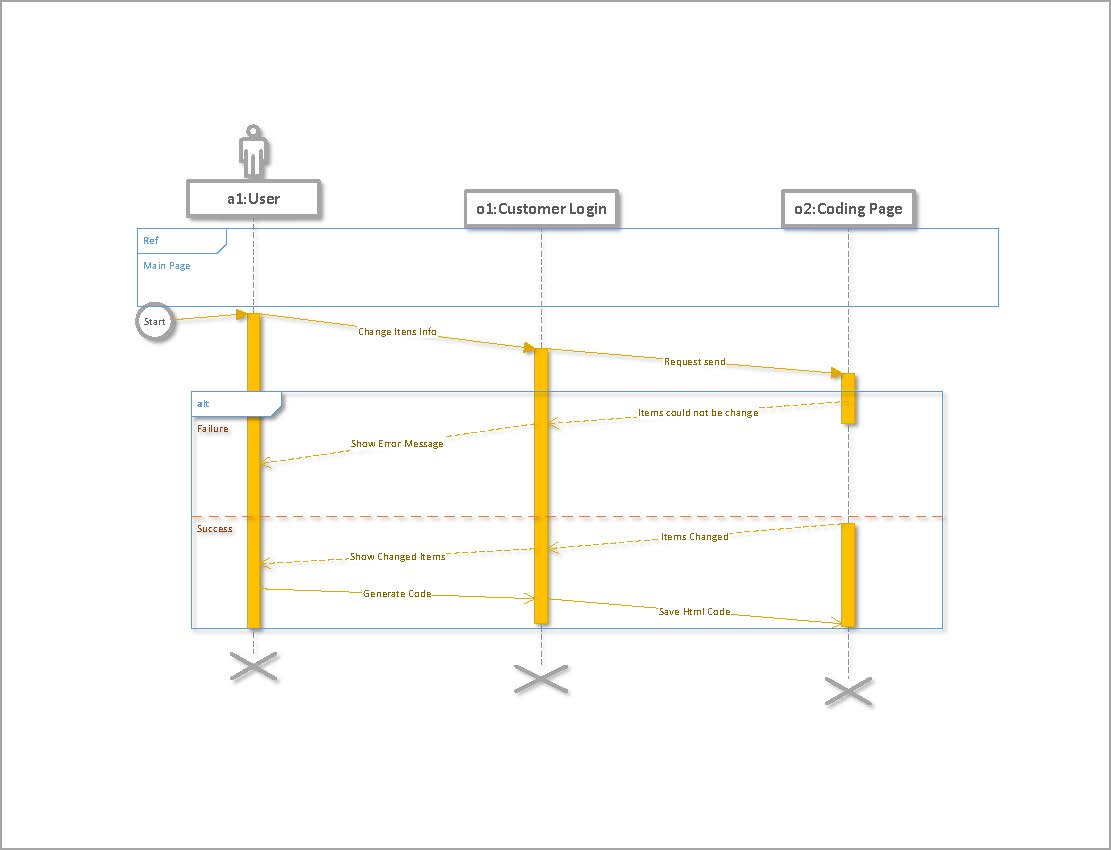 a1:User
o1:Customer Login
o2:Coding Page
Ref
Main Page
Start
Change Itens Info
Request send
alt
Items could not be change
Failure
Show Error Message
Success
Items Changed
Show Changed Items
Generate Code
Save Html Code